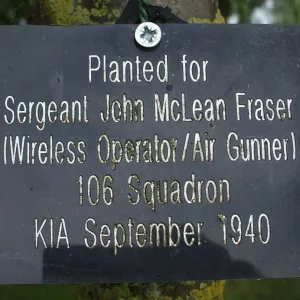 Planted for
Sergeant John McLean Fraser
(Wireless Operator/Air Gunner)
106 Squadron
KIA September 1940